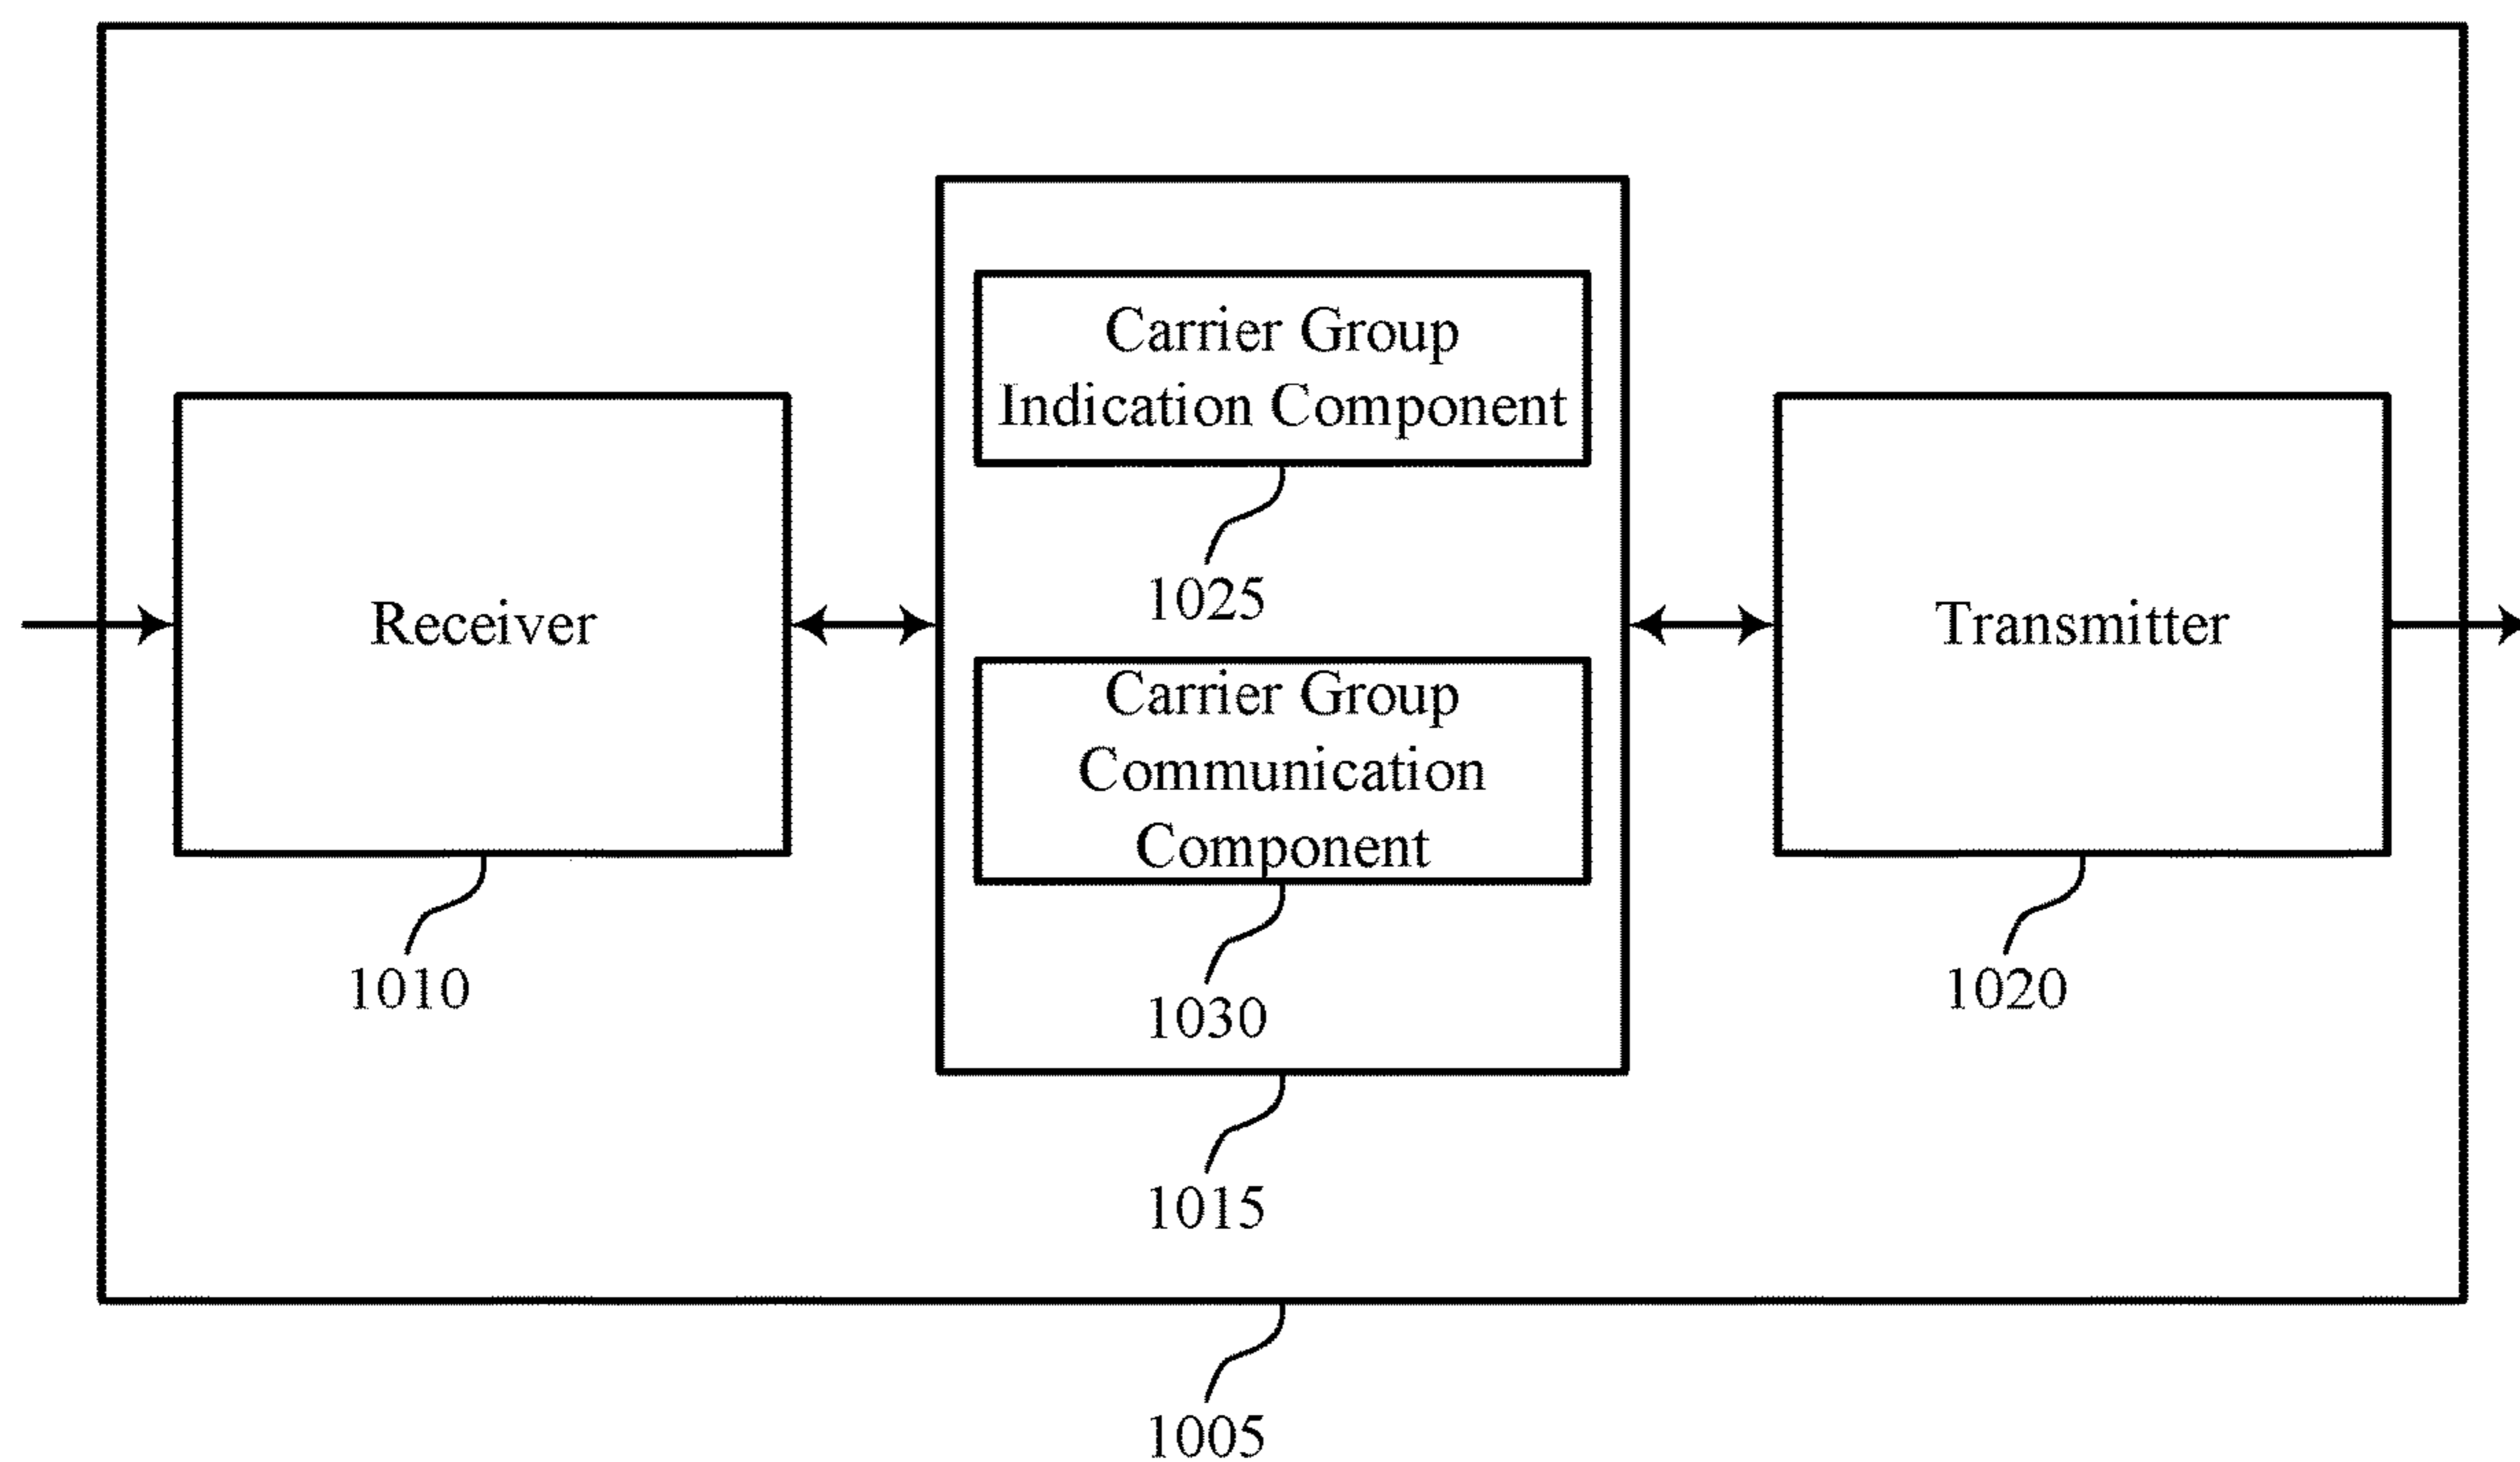 Carrier Group
Indication Component
1025
Receiver
1010
Carrier Group
Communication
Component
1030
1015
Transmitter
1020
1005